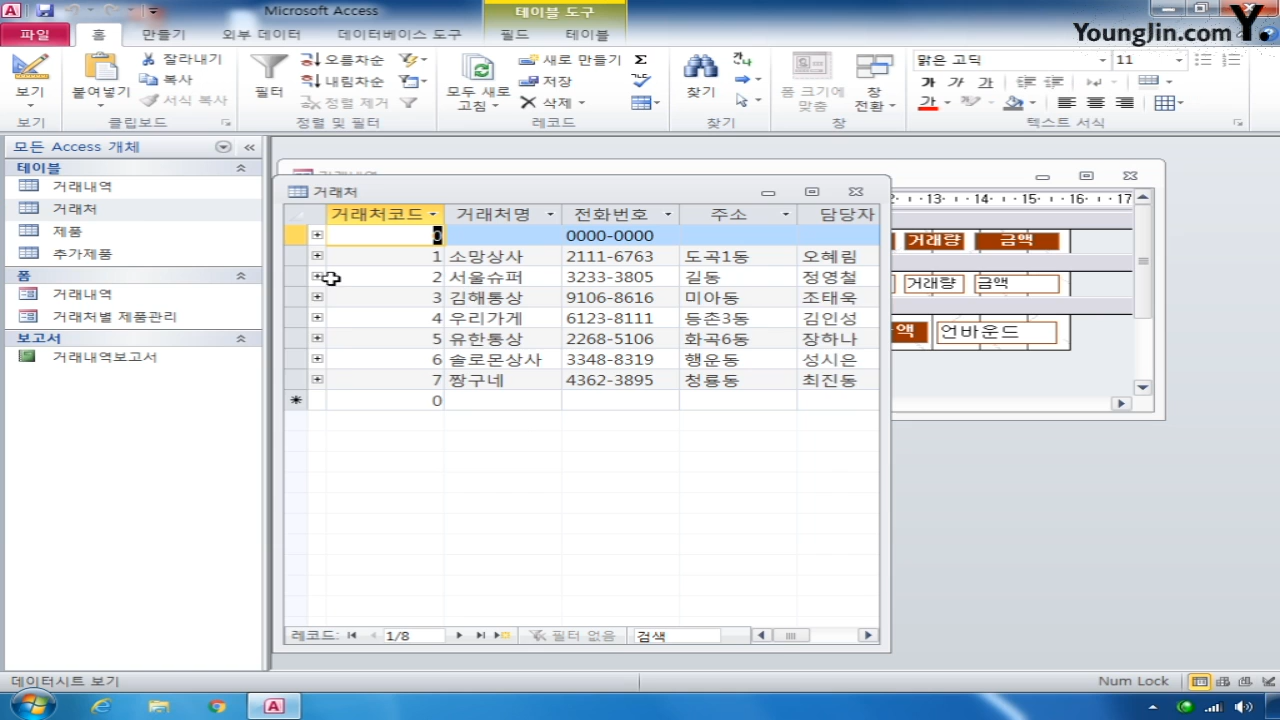 Microsoft Access
테이블 도구
YoungJin.com Y.
파일 홈 만들기 외부 데이터 데이터베이스 도구 필드 테이블
보기
붙여넣기
잘라내기
복사
서식 복사
필터
오름차순
내림차순
정렬 제거
모두 새로 고침
새로 만들기
저장
삭제
찾기
폼 크기에 맞춤
창 전환
맑은 고딕 11
가 가 가
가
보기 클립보드 정렬 및 필터 레코드 찾기 창 텍스트 서식
모든 Access 개체
테이블
거래내역
거래처
제품
추가제품
폼
거래내역
거래처별 제품관리
보고서
거래내역보고서
거래처
거래처코드 거래처명 전화번호 주소 담당자
0 0000-0000
1 소망상사 2111-6763 도곡1동 오혜림
2 서울슈퍼 3233-3805 길동 정영철
3 김해통상 9106-8616 미아동 조태욱
4 우리가게 6123-8111 등촌3동 김인성
5 유한통상 2268-5106 화곡6동 장하나
6 솔로몬상사 3348-8319 행운동 성시은
7 짱구네 4362-3895 청룡동 최진동
0
레코드: 1/8 필터 없음 검색
12 13 14 15 16 17
거래량 금액
거래량 금액
액 언바운드
데이터시트 보기
Num Lock